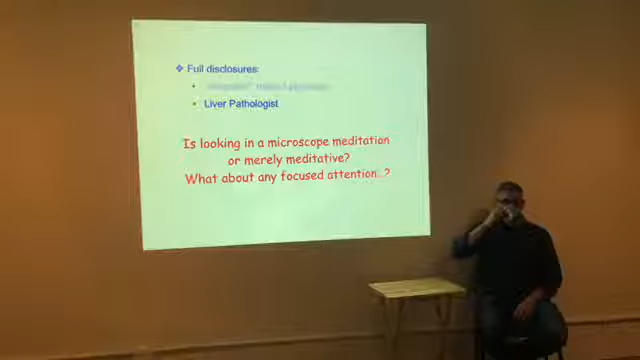 Full disclosures:
Liver Pathologist
Is looking in a microscope meditation
or merely meditative?
What about any focused attention...?